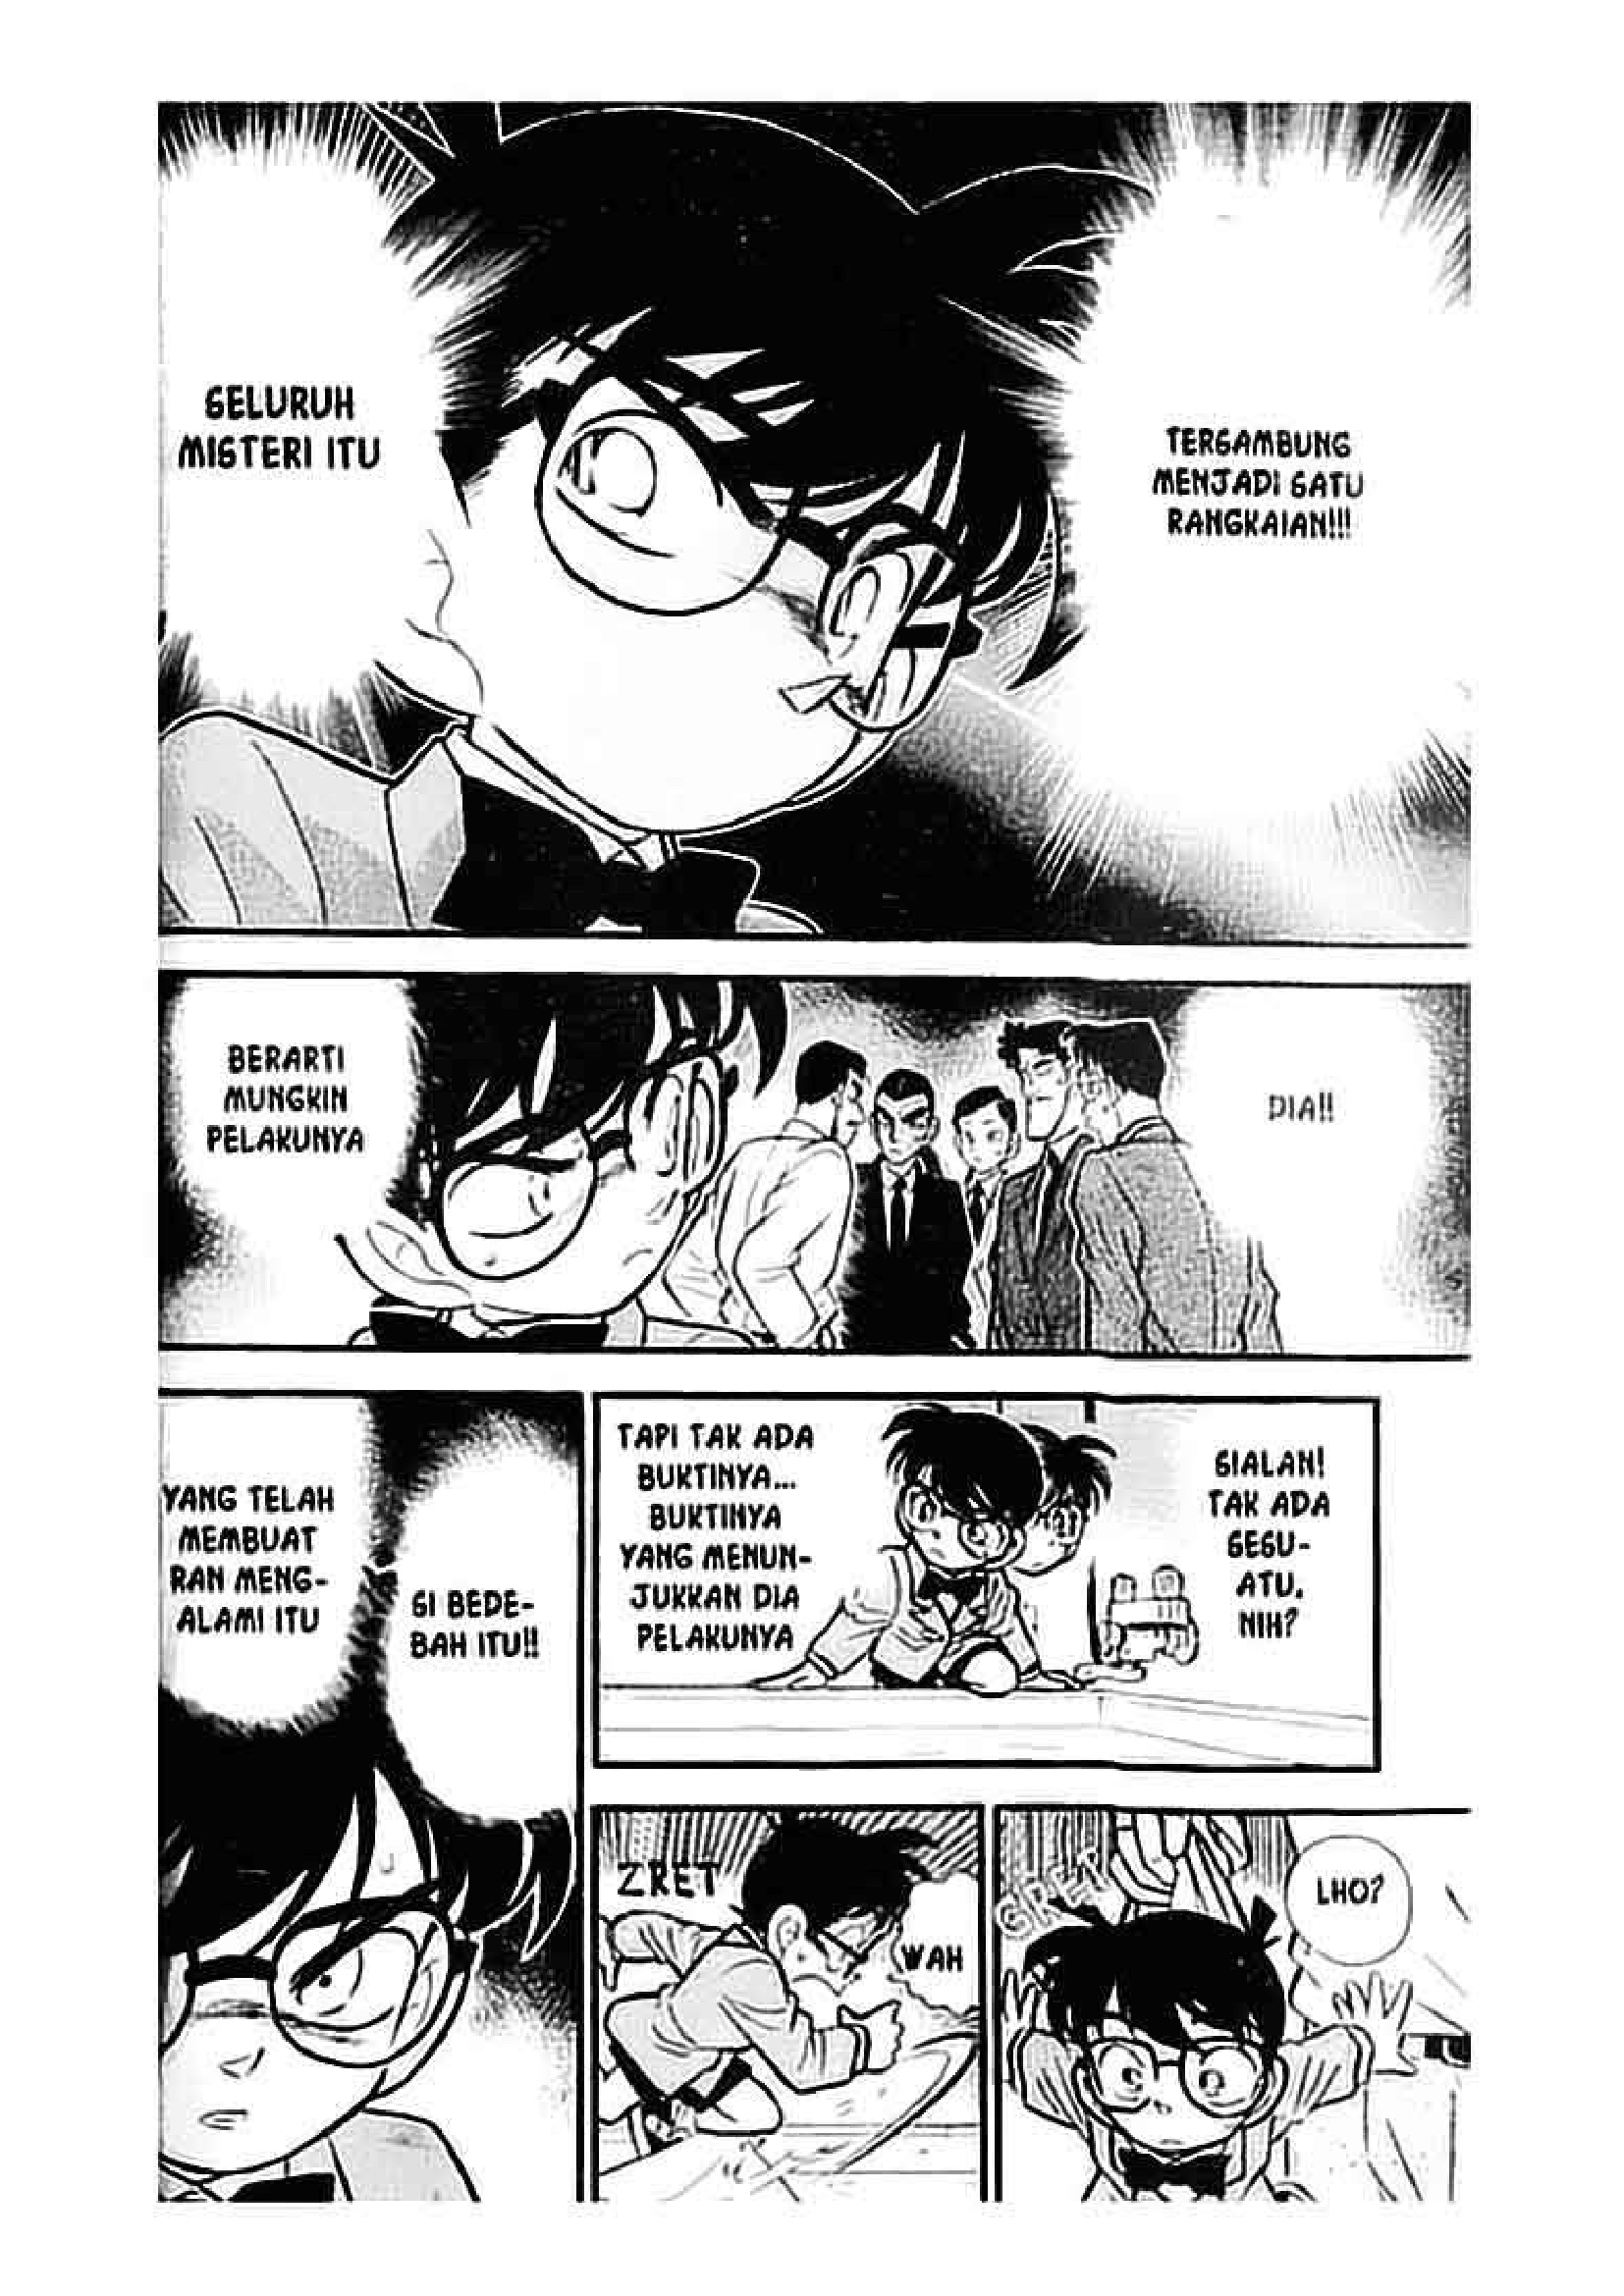 SELURUH
MISTERI ITU
TERSAMBUNG
MENJADI SATU
RANGKAIAN!!!
BERARTI
MUNGKIN
PELAKUNYA
DIA!!
YANG TELAH
MEMBUAT
RAN MENG-
ALAMI ITU
SI BEDE-
BAH ITU!!
TAPI TAK ADA
BUKTINYA...
BUKTINYA
YANG MENUN-
JUKKAN DIA
PELAKUNYA
SIALAN!
TAK ADA
SESU-
ATU,
NIH?
ZRET
WAH
LHO?